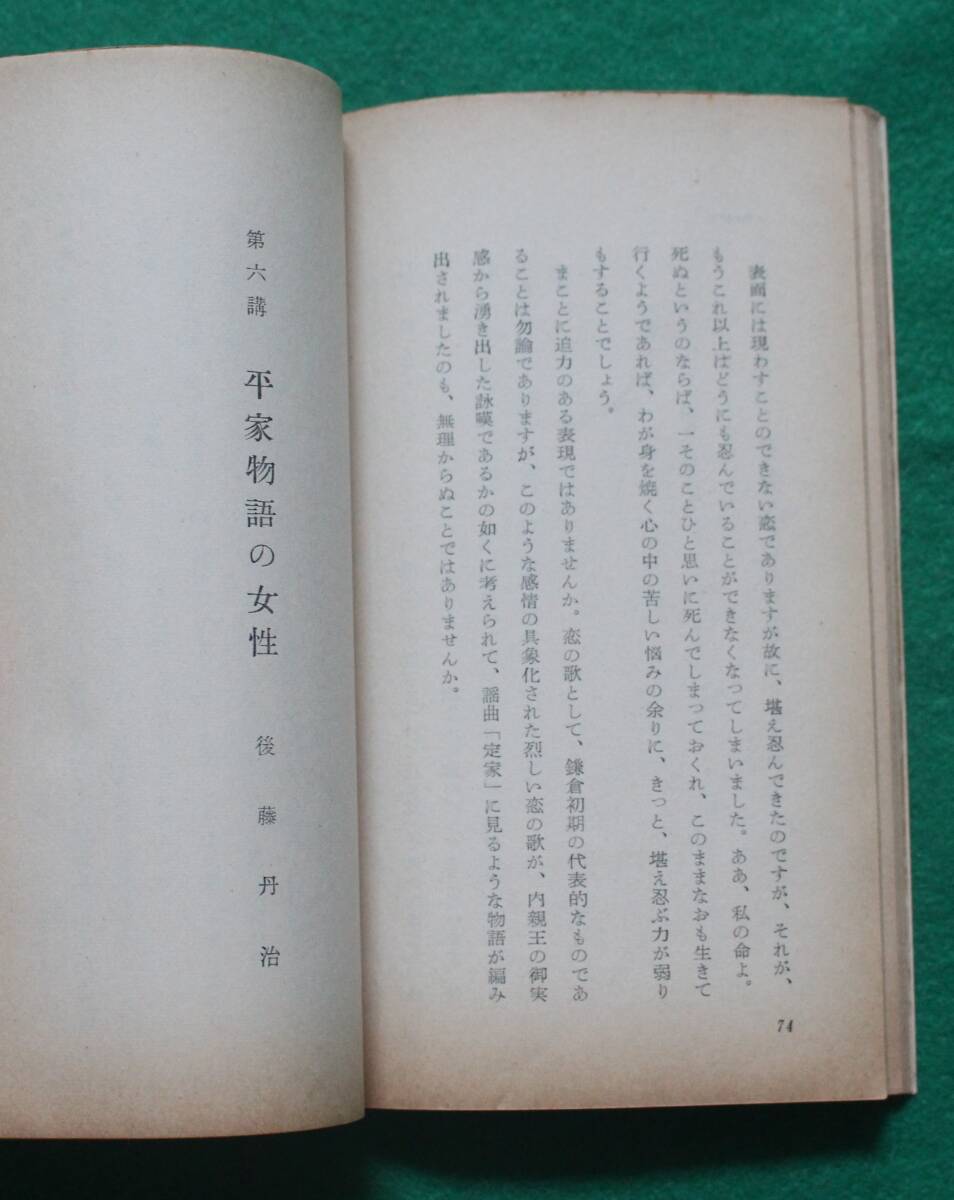 表面には現わすことのできない恋でありますが故に、堪え忍んできたのですが、それが、
もうこれ以上はどうにも忍んでいることができなくなってしまいました。ああ、私の命よ。
死ぬというのならば、一そのことひと思いに死んでしまっておくれ、このままなおも生きて
行くようであれば、わが身を焼く心の中の苦しい悩みの余りに、きっと、堪え忍ぶ力が弱り
もすることでしょう。
まことに迫力のある表現ではありませんか。恋の歌として、鎌倉初期の代表的なものであ
ることは勿論でありますが、このような感情の具象化された烈しい恋の歌が、内親王の御実
感から湧き出した詠嘆であるかの如くに考えられて、謡曲「定家」に見るような物語が編み
出されましたのも、無理からぬことではありませんか。
74
第六講 平家物語の女性 後藤丹治